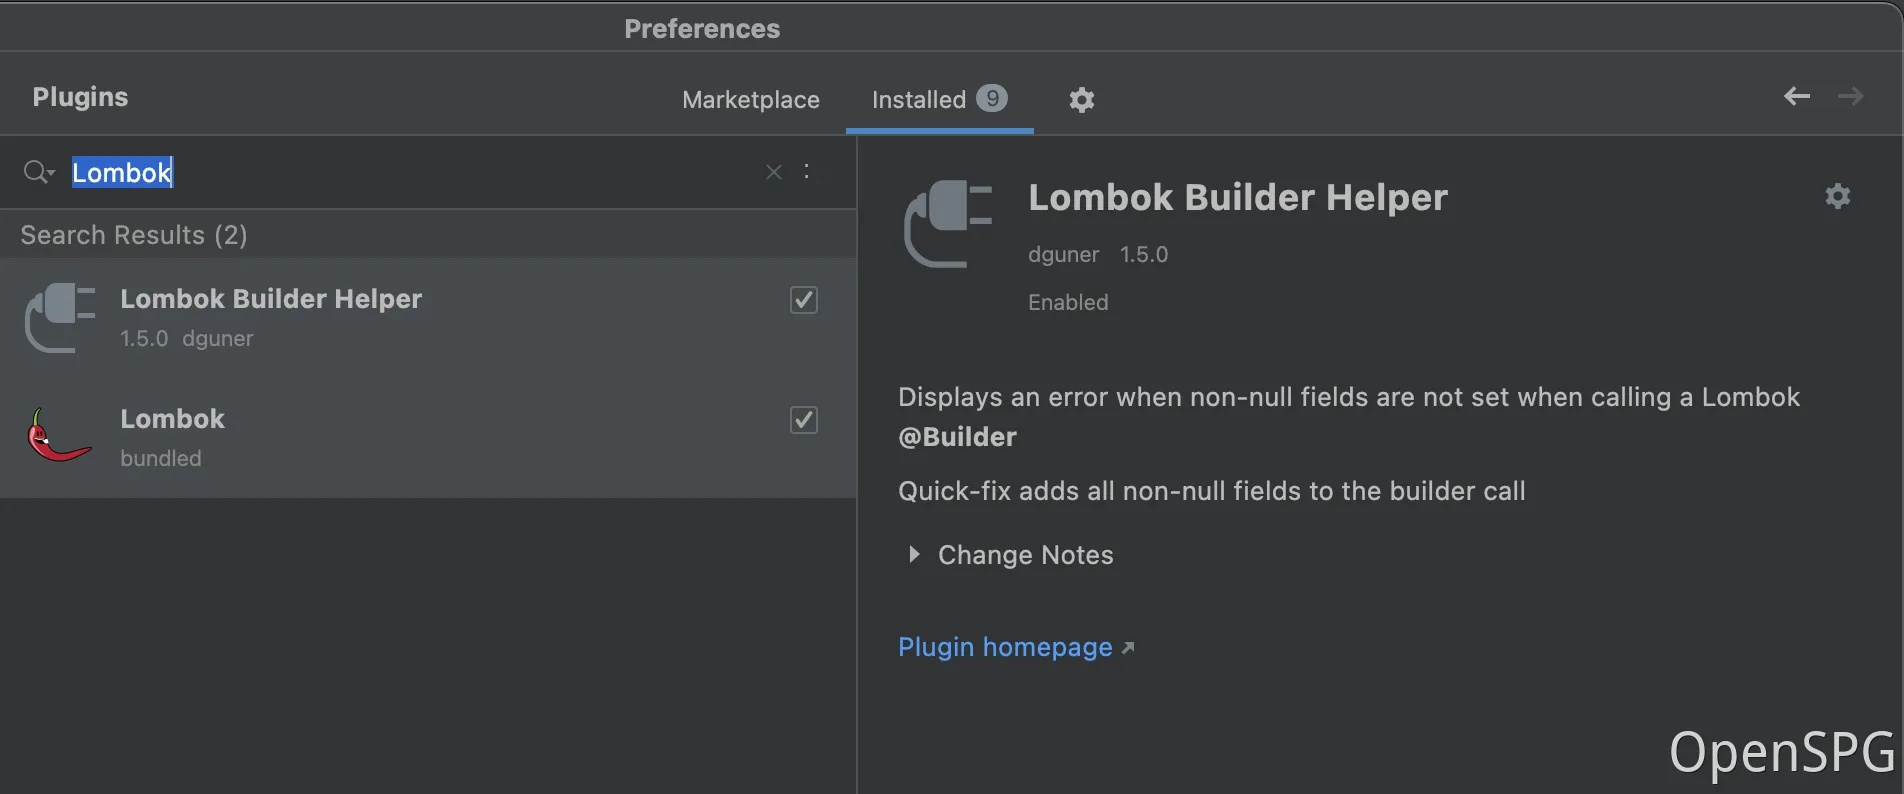 Preferences
Plugins
Marketplace
Installed 9
Lombok
Search Results (2)
Lombok Builder Helper
1.5.0 dguner
Lombok
bundled
Lombok Builder Helper
dguner 1.5.0
Enabled
Displays an error when non-null fields are not set when calling a Lombok
@Builder
Quick-fix adds all non-null fields to the builder call
Change Notes
Plugin homepage
OpenSPG